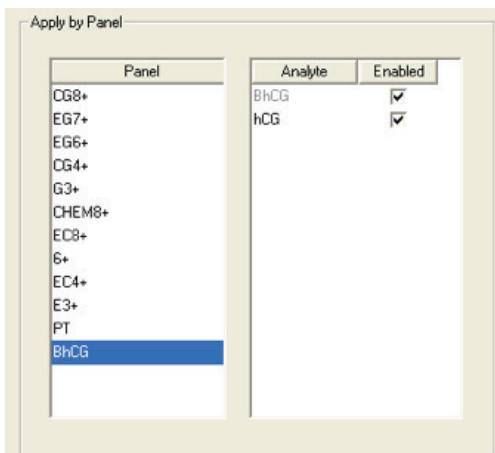 Apply by Panel
Panel
CG8+
EG7+
EG6+
CG4+
G3+
CHEM8+
EC8+
6+
EC4+
E3+
PT
BhCG
Analyte Enabled
BhCG
hCG